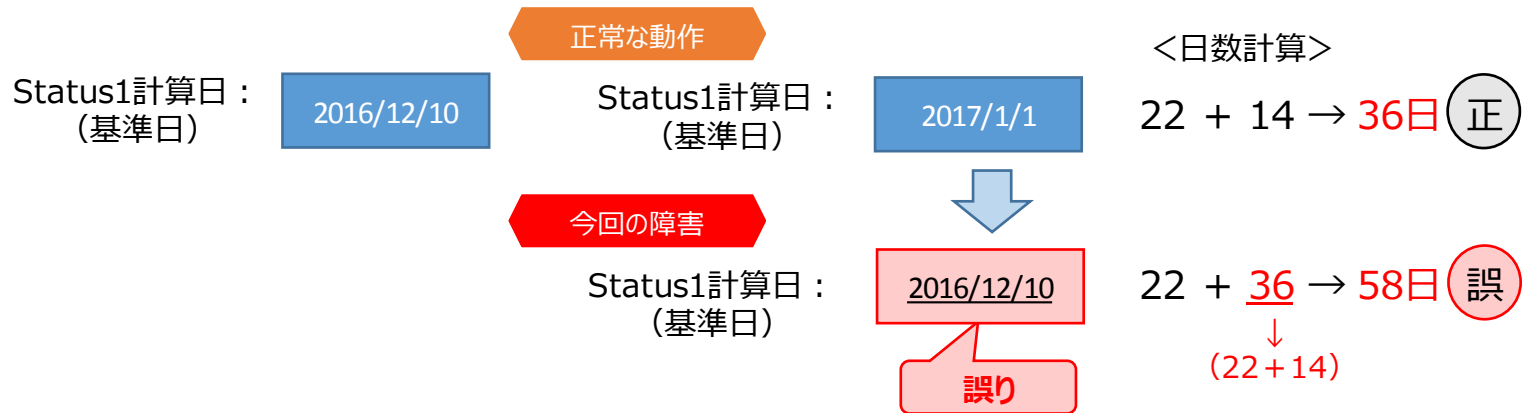 正常な動作
<日数計算>
Status1計算日:
(基準日)
2016/12/10
Status1計算日:
(基準日)
2017/1/1
22 + 14 → 36日
正
今回の障害
Status1計算日:
(基準日)
2016/12/10
22 + 36 → 58日
誤
↓
(22+14)
誤り